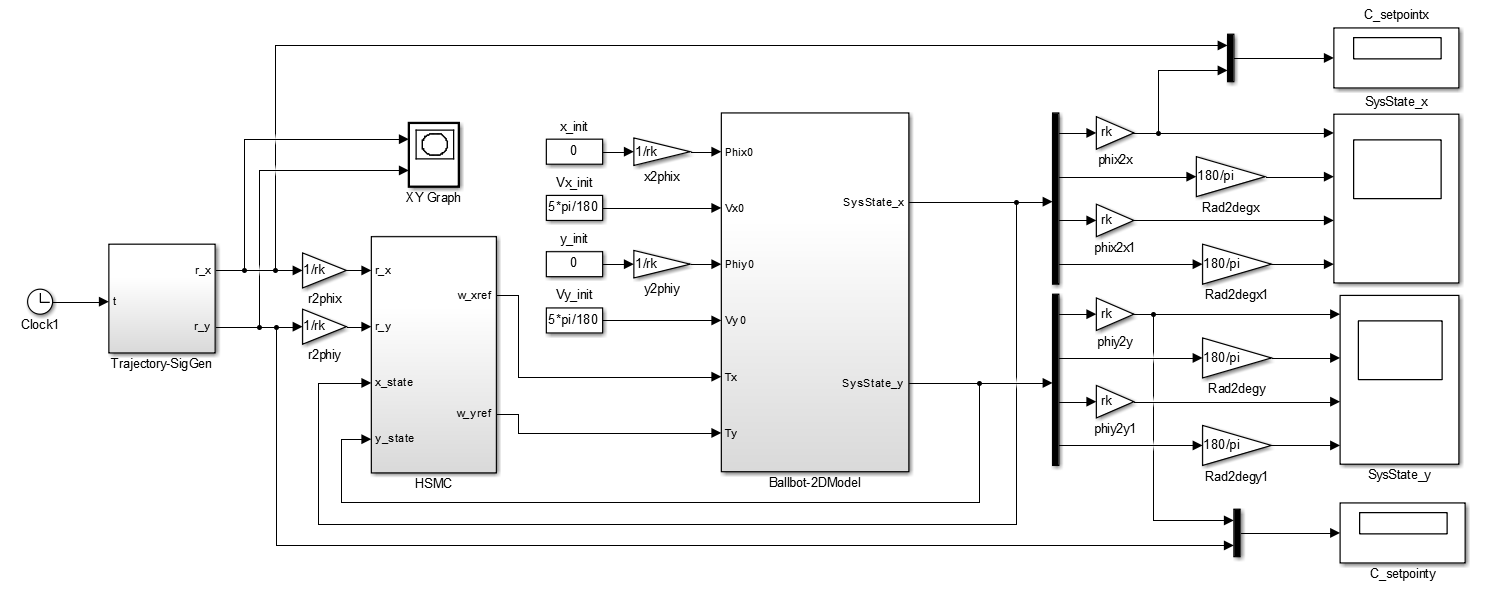 C_setpointx
SysState_x
rk
phix2x
180/pi
Rad2degx
rk
phix2x1
180/pi
Rad2degx1
XY Graph
x_init
0
1/rk
x2phix
Phix0
Vx_init
5*pi/180
Vx0
y_init
0
1/rk
y2phiy
Phiy0
Vy_init
5*pi/180
Vy0
Tx
Ty
SysState_x
SysState_y
Ballbot-2DModel
Clock1
t
r_x
r_y
Trajectory-SigGen
1/rk
r2phix
1/rk
r2phiy
r_x
r_y
x_state
y_state
w_xref
w_yref
HSMC
rk
phiy2y
180/pi
Rad2degy
rk
phiy2y1
180/pi
Rad2degy1
SysState_y
C_setpointy